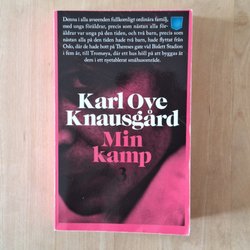 Denna i alla avseenden fullkomligt ordinära familj,
med unga föräldrar, precis som nästan alla för-
äldrar var unga på den tiden, och två barn,
precis som nästan alla på den tiden hade två barn, hade flyttat från
Oslo, där de hade bott på Thereses gate vid Bislett Stadion
i fem år, till Tromøya, där ett hus höll på att byggas åt
dem i ett nyetablerat småhusområde.
Karl Ove
Knausgård
Min
kamp
3